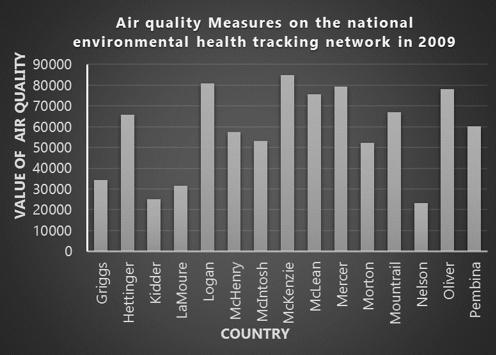 Air quality Measures on the national
environmental health tracking network in 2009
VALUE OF AIR QUALITY
90000
80000
70000
60000
50000
40000
30000
20000
10000
0
Griggs
Hettinger
Kidder
LaMoure
Logan
McHenry
McIntosh
McKenzie
McLean
Mercer
Morton
Mountrail
Nelson
Oliver
Pembina
COUNTRY